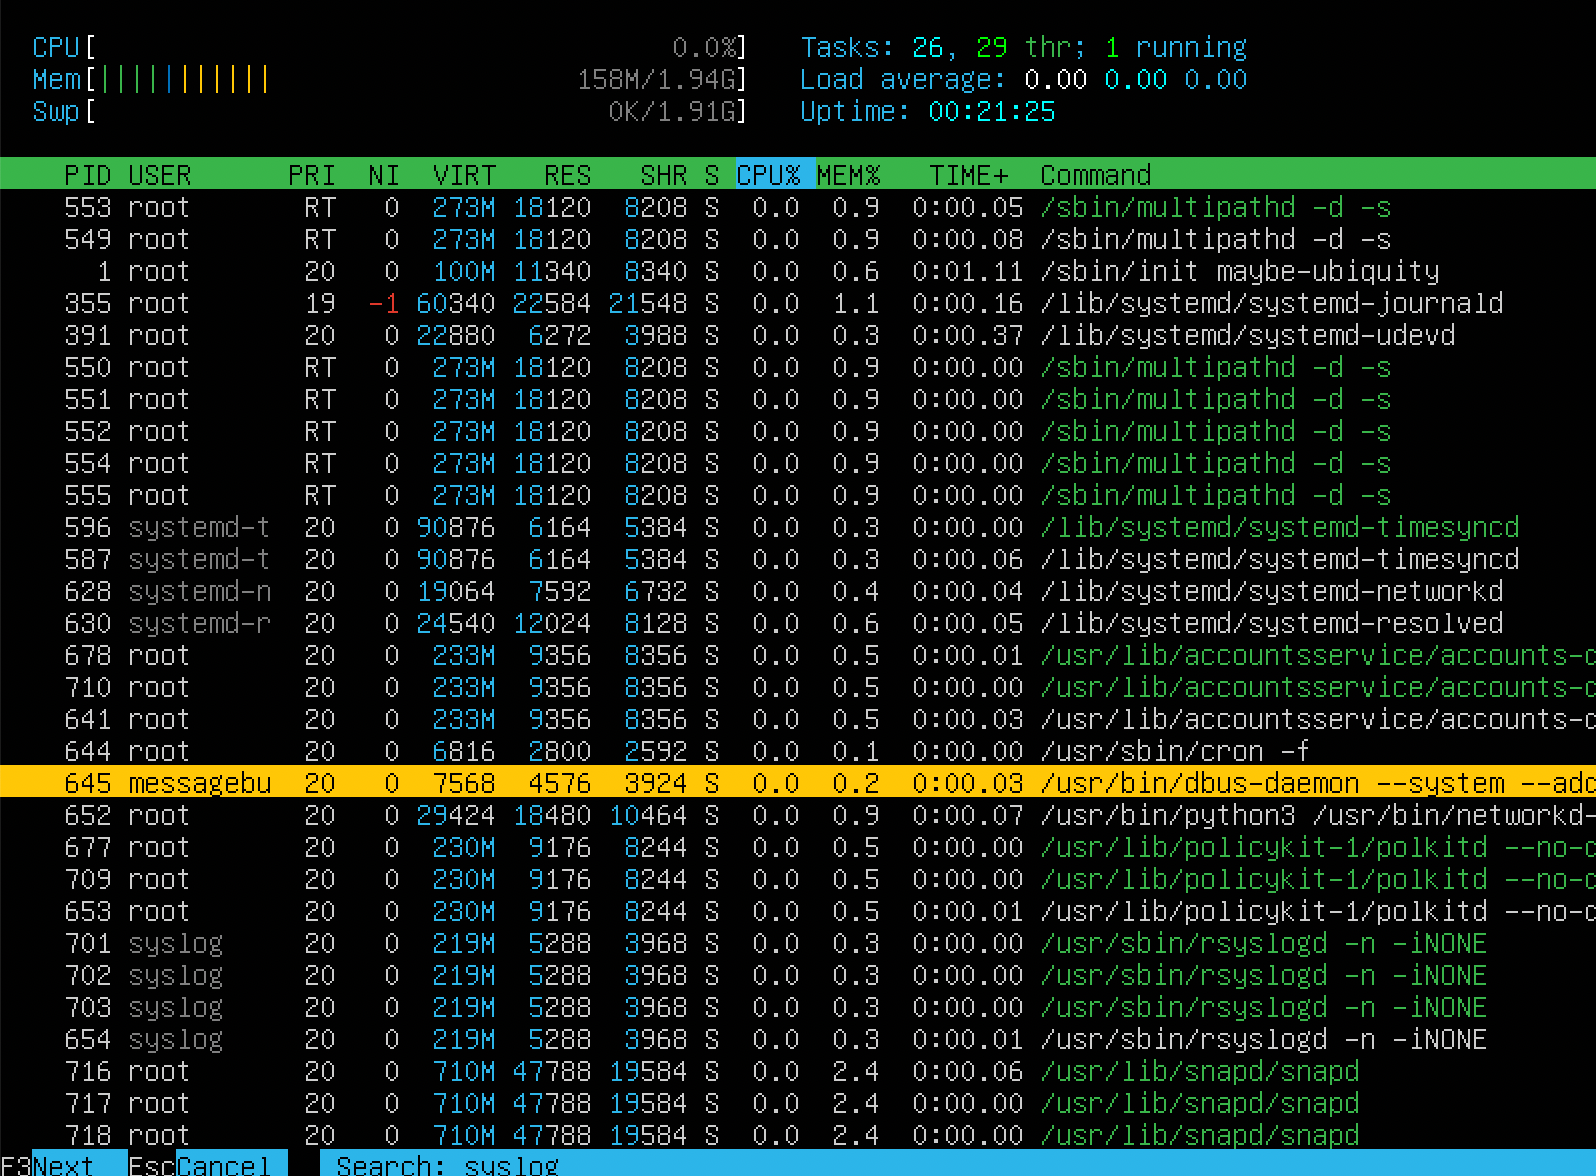 CPU[ 0.0%] Tasks: 26, 29 thr; 1 running
Mem[||||||||||| 158M/1.94G] Load average: 0.00 0.00 0.00
Swp[ 0K/1.91G] Uptime: 00:21:25
PID USER PRI NI VIRT RES SHR S CPU% MEM% TIME+ Command
553 root RT 0 273M 18120 8208 S 0.0 0.9 0:00.05 /sbin/multipathd -d -s
549 root RT 0 273M 18120 8208 S 0.0 0.9 0:00.08 /sbin/multipathd -d -s
1 root 20 0 100M 11340 8340 S 0.0 0.6 0:01.11 /sbin/init maybe-ubiquity
355 root 19 -1 60340 22584 21548 S 0.0 1.1 0:00.16 /lib/systemd/systemd-journald
391 root 20 0 22880 6272 3988 S 0.0 0.3 0:00.37 /lib/systemd/systemd-udevd
550 root RT 0 273M 18120 8208 S 0.0 0.9 0:00.00 /sbin/multipathd -d -s
551 root RT 0 273M 18120 8208 S 0.0 0.9 0:00.00 /sbin/multipathd -d -s
552 root RT 0 273M 18120 8208 S 0.0 0.9 0:00.00 /sbin/multipathd -d -s
554 root RT 0 273M 18120 8208 S 0.0 0.9 0:00.00 /sbin/multipathd -d -s
555 root RT 0 273M 18120 8208 S 0.0 0.9 0:00.00 /sbin/multipathd -d -s
596 systemd-t 20 0 90876 6164 5384 S 0.0 0.3 0:00.00 /lib/systemd/systemd-timesyncd
587 systemd-t 20 0 90876 6164 5384 S 0.0 0.3 0:00.06 /lib/systemd/systemd-timesyncd
628 systemd-n 20 0 19064 7592 6732 S 0.0 0.4 0:00.04 /lib/systemd/systemd-networkd
630 systemd-r 20 0 24540 12024 8128 S 0.0 0.6 0:00.05 /lib/systemd/systemd-resolved
678 root 20 0 233M 9356 8356 S 0.0 0.5 0:00.01 /usr/lib/accountsservice/accounts-
710 root 20 0 233M 9356 8356 S 0.0 0.5 0:00.00 /usr/lib/accountsservice/accounts-
641 root 20 0 233M 9356 8356 S 0.0 0.5 0:00.03 /usr/lib/accountsservice/accounts-
644 root 20 0 6816 2800 2592 S 0.0 0.1 0:00.00 /usr/sbin/cron -f
645 messagebu 20 0 7568 4576 3924 S 0.0 0.2 0:00.03 /usr/bin/dbus-daemon --system --ad
652 root 20 0 29424 18480 10464 S 0.0 0.9 0:00.07 /usr/bin/python3 /usr/bin/networkd-
677 root 20 0 230M 9176 8244 S 0.0 0.5 0:00.00 /usr/lib/policykit-1/polkitd --no-
709 root 20 0 230M 9176 8244 S 0.0 0.5 0:00.00 /usr/lib/policykit-1/polkitd --no-
653 root 20 0 230M 9176 8244 S 0.0 0.5 0:00.01 /usr/lib/policykit-1/polkitd --no-
701 syslog 20 0 219M 5288 3968 S 0.0 0.3 0:00.00 /usr/sbin/rsyslogd -n -iNONE
702 syslog 20 0 219M 5288 3968 S 0.0 0.3 0:00.00 /usr/sbin/rsyslogd -n -iNONE
703 syslog 20 0 219M 5288 3968 S 0.0 0.3 0:00.00 /usr/sbin/rsyslogd -n -iNONE
654 syslog 20 0 219M 5288 3968 S 0.0 0.3 0:00.01 /usr/sbin/rsyslogd -n -iNONE
716 root 20 0 710M 47788 19584 S 0.0 2.4 0:00.06 /usr/lib/snapd/snapd
717 root 20 0 710M 47788 19584 S 0.0 2.4 0:00.00 /usr/lib/snapd/snapd
718 root 20 0 710M 47788 19584 S 0.0 2.4 0:00.00 /usr/lib/snapd/snapd
F3Next EscCancel Search: syslog